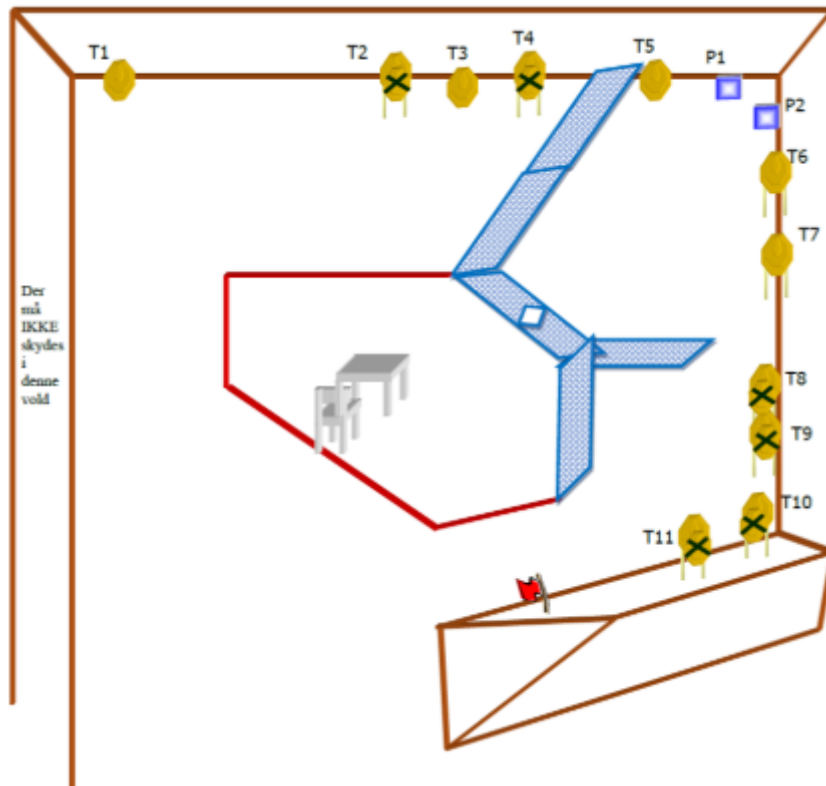 T1
T2
T3
T4
T5
P1
P2
T6
T7
Der
må
IKKE
skydes
i
denne
vold
T8
T9
T10
T11